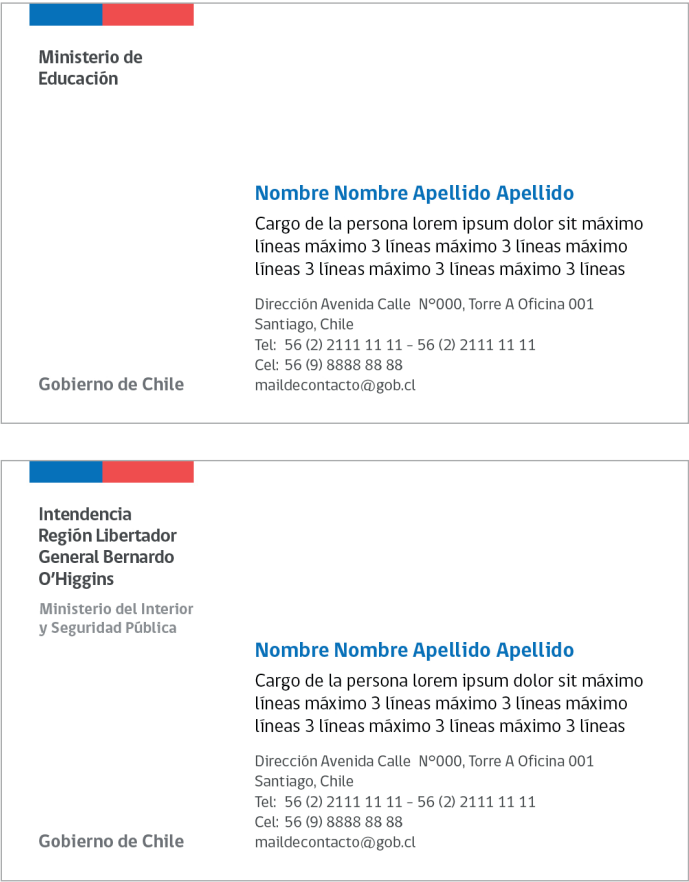 Ministerio de
Educación
Nombre Nombre Apellido Apellido
Cargo de la persona lorem ipsum dolor sit máximo
líneas máximo 3 líneas máximo 3 líneas máximo
líneas 3 líneas máximo 3 líneas máximo 3 líneas
Dirección Avenida Calle  N°000, Torre A Oficina 001
Santiago, Chile
Tel:  56 (2) 2111 11 11 – 56 (2) 2111 11 11
Cel: 56 (9) 8888 88 88
maildecontacto@gob.cl
Gobierno de Chile
Intendencia
Región Libertador
General Bernardo
O’Higgins
Ministerio del Interior
y Seguridad Pública
Nombre Nombre Apellido Apellido
Cargo de la persona lorem ipsum dolor sit máximo
líneas máximo 3 líneas máximo 3 líneas máximo
líneas 3 líneas máximo 3 líneas máximo 3 líneas
Dirección Avenida Calle  N°000, Torre A Oficina 001
Santiago, Chile
Tel:  56 (2) 2111 11 11 – 56 (2) 2111 11 11
Cel: 56 (9) 8888 88 88
maildecontacto@gob.cl
Gobierno de Chile